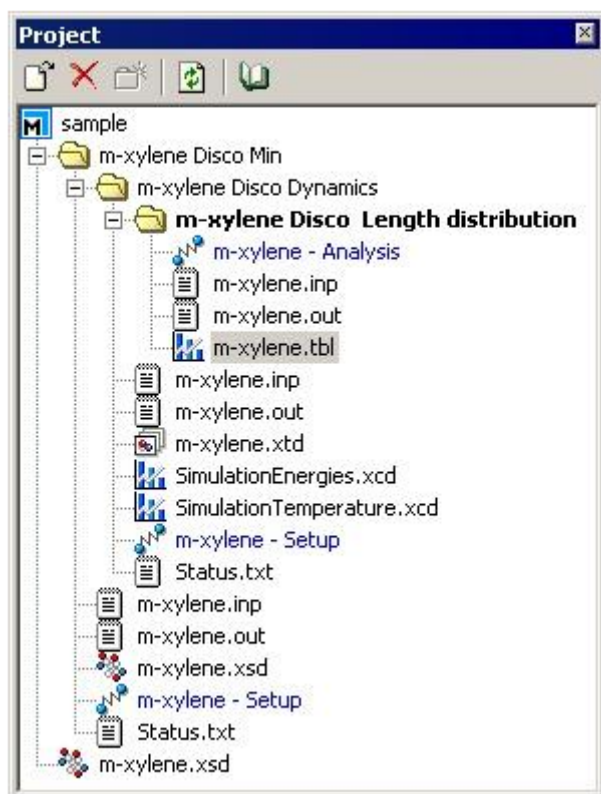 Project
sample
m-xylene Disco Min
m-xylene Disco Dynamics
m-xylene Disco Length distribution
m-xylene - Analysis
m-xylene.inp
m-xylene.out
m-xylene.tbl
m-xylene.inp
m-xylene.out
m-xylene.xtd
SimulationEnergies.xcd
SimulationTemperature.xcd
m-xylene - Setup
Status.txt
m-xylene.inp
m-xylene.out
m-xylene.xsd
m-xylene - Setup
Status.txt
m-xylene.xsd